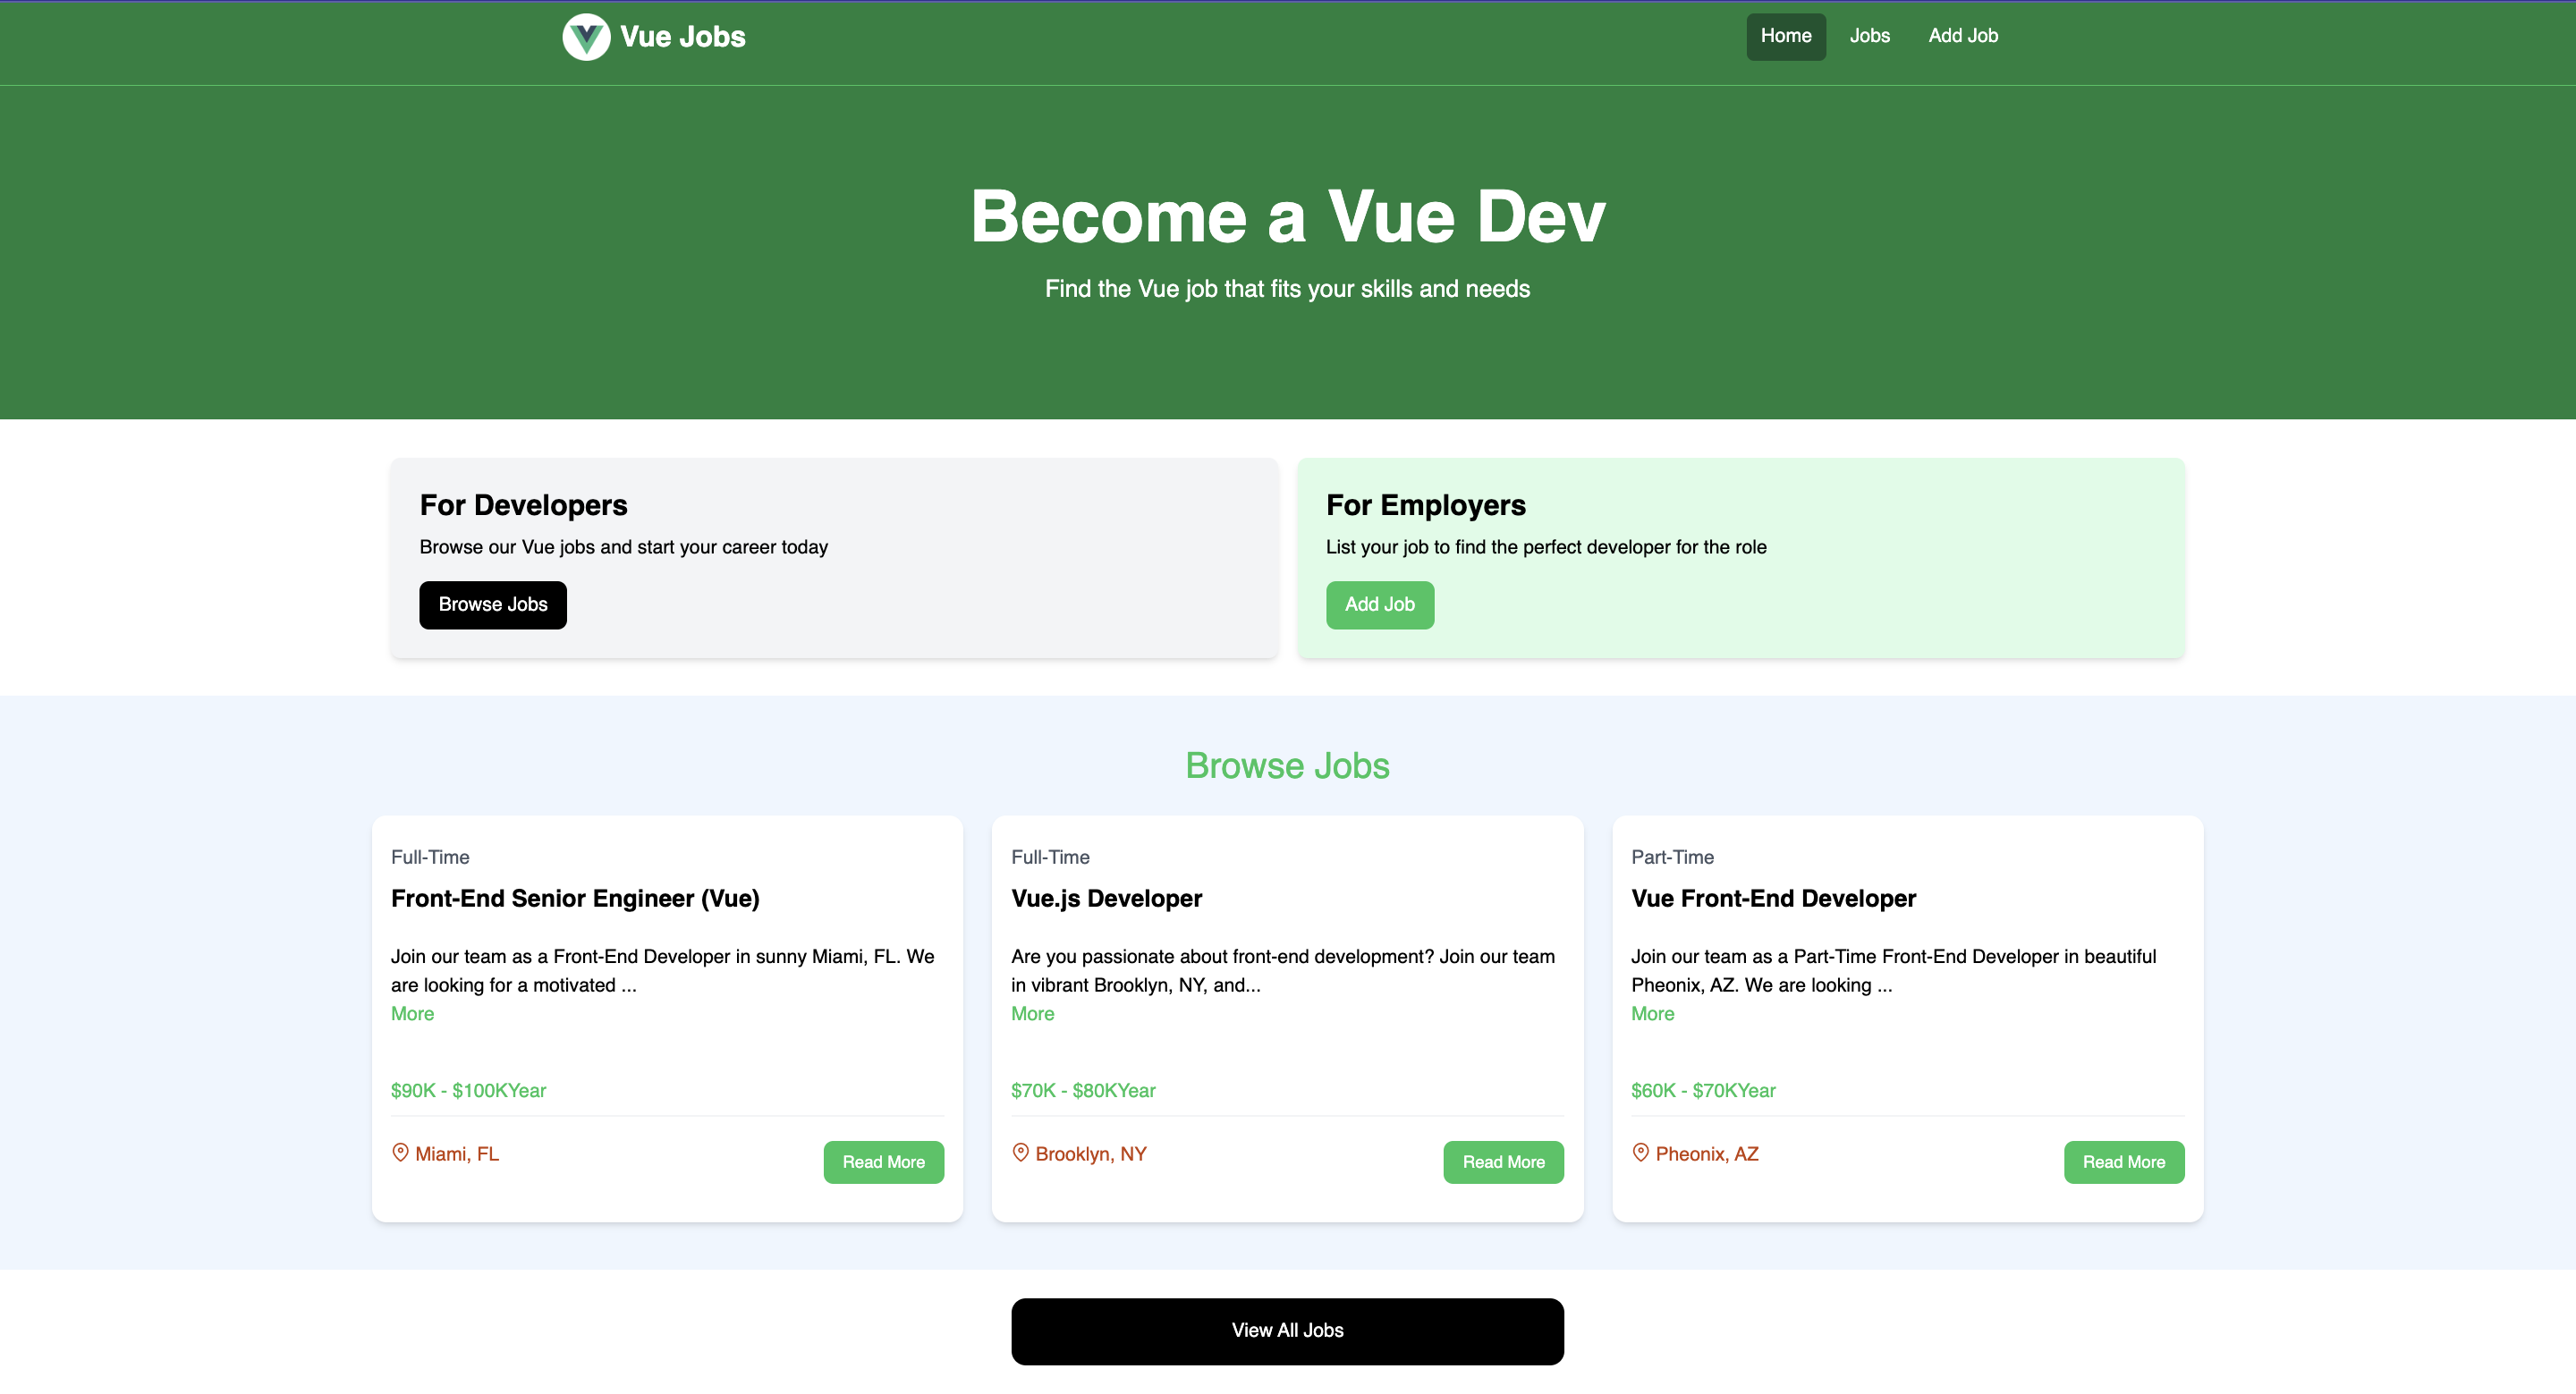 Vue Jobs
Home Jobs Add Job
Become a Vue Dev
Find the Vue job that fits your skills and needs
For Developers
Browse our Vue jobs and start your career today
Browse Jobs
For Employers
List your job to find the perfect developer for the role
Add Job
Browse Jobs
Full-Time
Front-End Senior Engineer (Vue)
Join our team as a Front-End Developer in sunny Miami, FL. We
are looking for a motivated ...
More
$90K - $100KYear
Miami, FL
Read More
Full-Time
Vue.js Developer
Are you passionate about front-end development? Join our team
in vibrant Brooklyn, NY, and...
More
$70K - $80KYear
Brooklyn, NY
Read More
Part-Time
Vue Front-End Developer
Join our team as a Part-Time Front-End Developer in beautiful
Pheonix, AZ. We are looking ...
More
$60K - $70KYear
Pheonix, AZ
Read More
View All Jobs